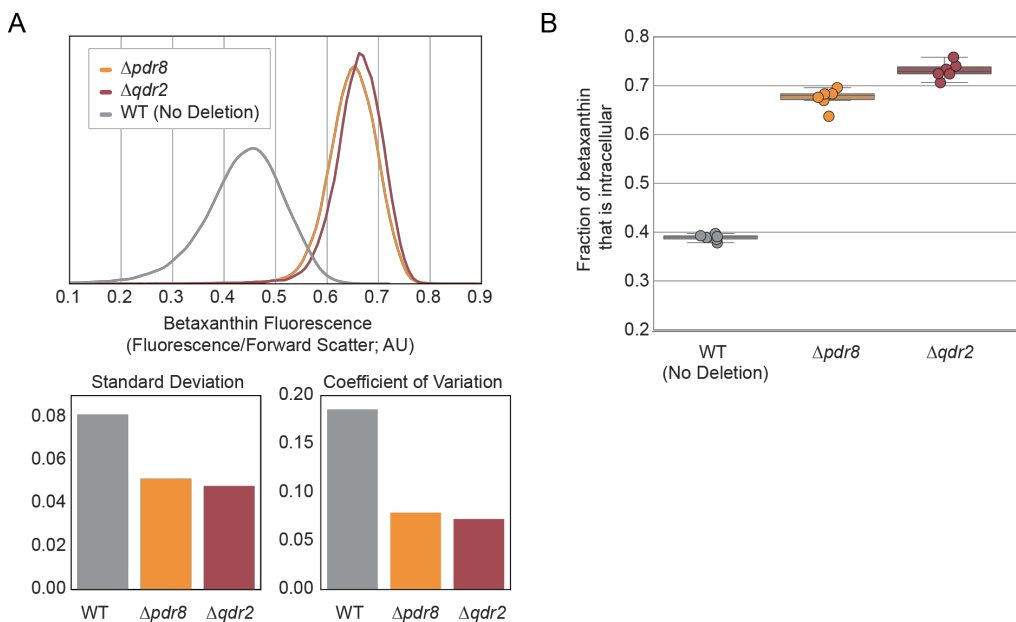 A
Δpdr8
Δqdr2
WT (No Deletion)
0.1 0.2 0.3 0.4 0.5 0.6 0.7 0.8 0.9
Betaxanthin Fluorescence
(Fluorescence/Forward Scatter; AU)
Standard Deviation
0.08
0.06
0.04
0.02
0.00
WT Δpdr8 Δqdr2
Coefficient of Variation
0.20
0.15
0.10
0.05
0.00
WT Δpdr8 Δqdr2
B
Fraction of betaxanthin
that is intracellular
0.8
0.7
0.6
0.5
0.4
0.3
0.2
WT Δpdr8 Δqdr2
(No Deletion)